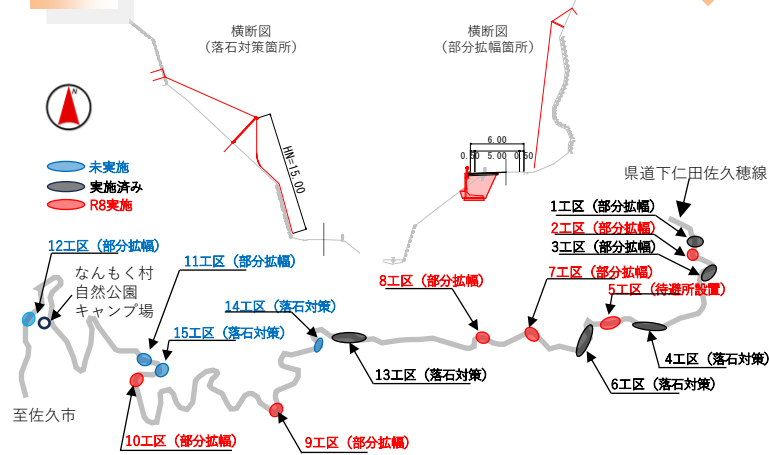 横断図
（落石対策箇所）
横断図
（部分拡幅箇所）
N
HN=15.00
6.00
0.50 5.00 0.50
未実施
実施済み
R8実施
県道下仁田佐久穂線
1工区（部分拡幅）
2工区（部分拡幅）
3工区（部分拡幅）
12工区（部分拡幅）
11工区（部分拡幅）
なんもく村
自然公園
キャンプ場
8工区（部分拡幅）
7工区（部分拡幅）
5工区（待避所設置）
14工区（落石対策）
15工区（落石対策）
4工区（落石対策）
13工区（落石対策）
6工区（落石対策）
至佐久市
10工区（部分拡幅）
9工区（部分拡幅）